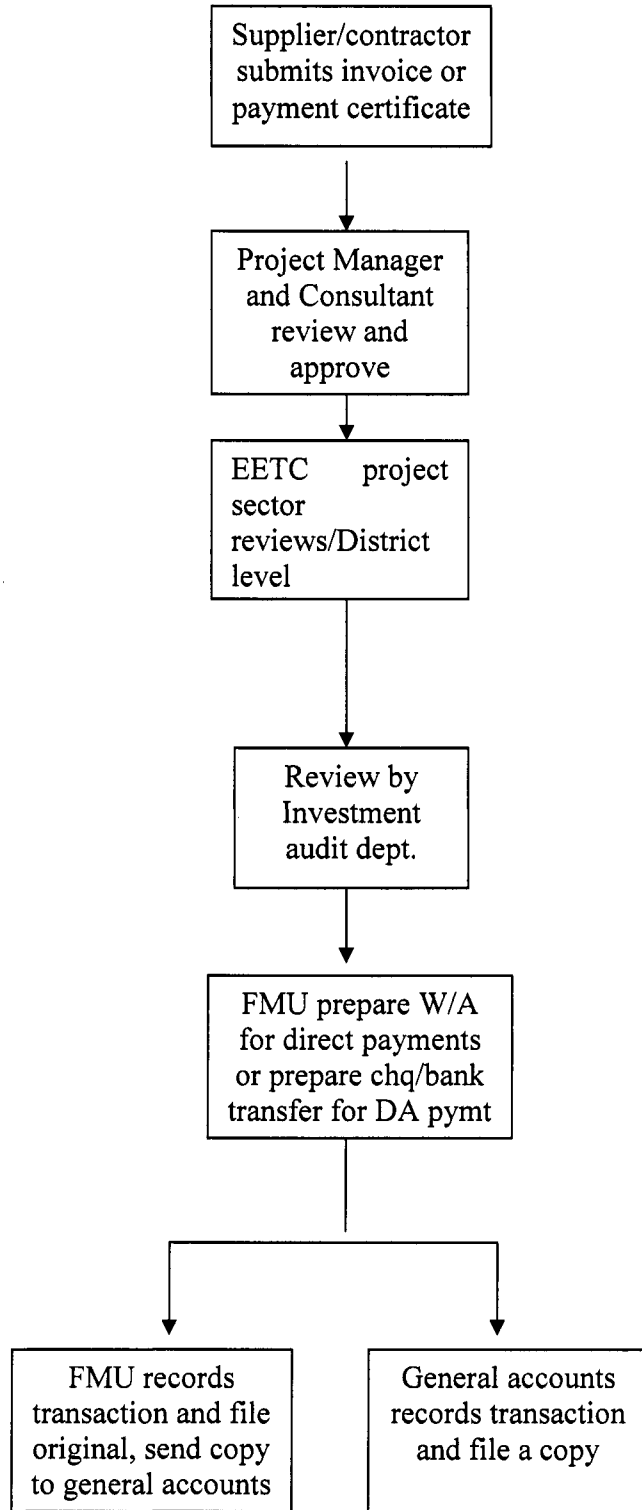 Supplier/contractor
submits invoice or
payment certificate
Project Manager
and Consultant
review and
approve
EETC project
sector
reviews/District
level
Review by
Investment
audit dept.
FMU prepare W/A
for direct payments
or prepare chq/bank
transfer for DA pymt
FMU records
transaction and file
original, send copy
to general accounts
General accounts
records transaction
and file a copy